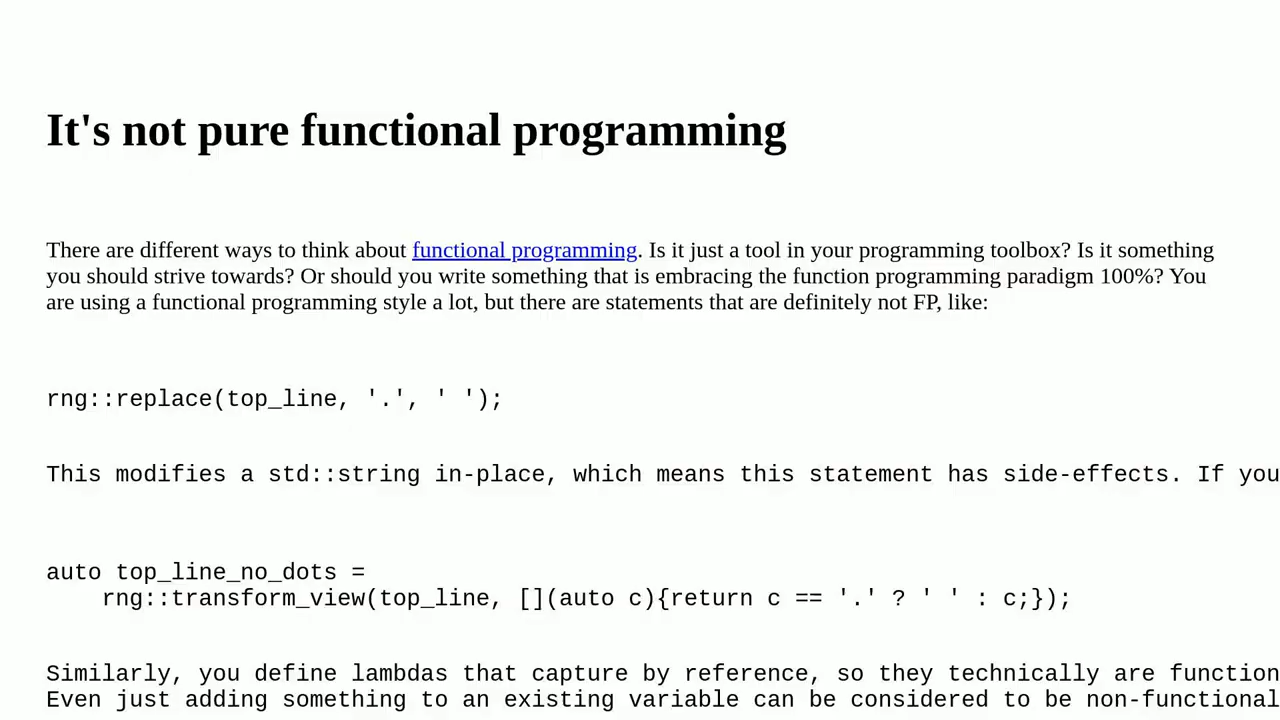 It's not pure functional programming
There are different ways to think about functional programming. Is it just a tool in your programming toolbox? Is it something
you should strive towards? Or should you write something that is embracing the function programming paradigm 100%? You
are using a functional programming style a lot, but there are statements that are definitely not FP, like:
rng::replace(top_line, '.', ' ');
This modifies a std::string in-place, which means this statement has side-effects. If you
auto top_line_no_dots =
    rng::transform_view(top_line, [](auto c){return c == '.' ? ' ' : c;});
Similarly, you define lambdas that capture by reference, so they technically are function
Even just adding something to an existing variable can be considered to be non-functional